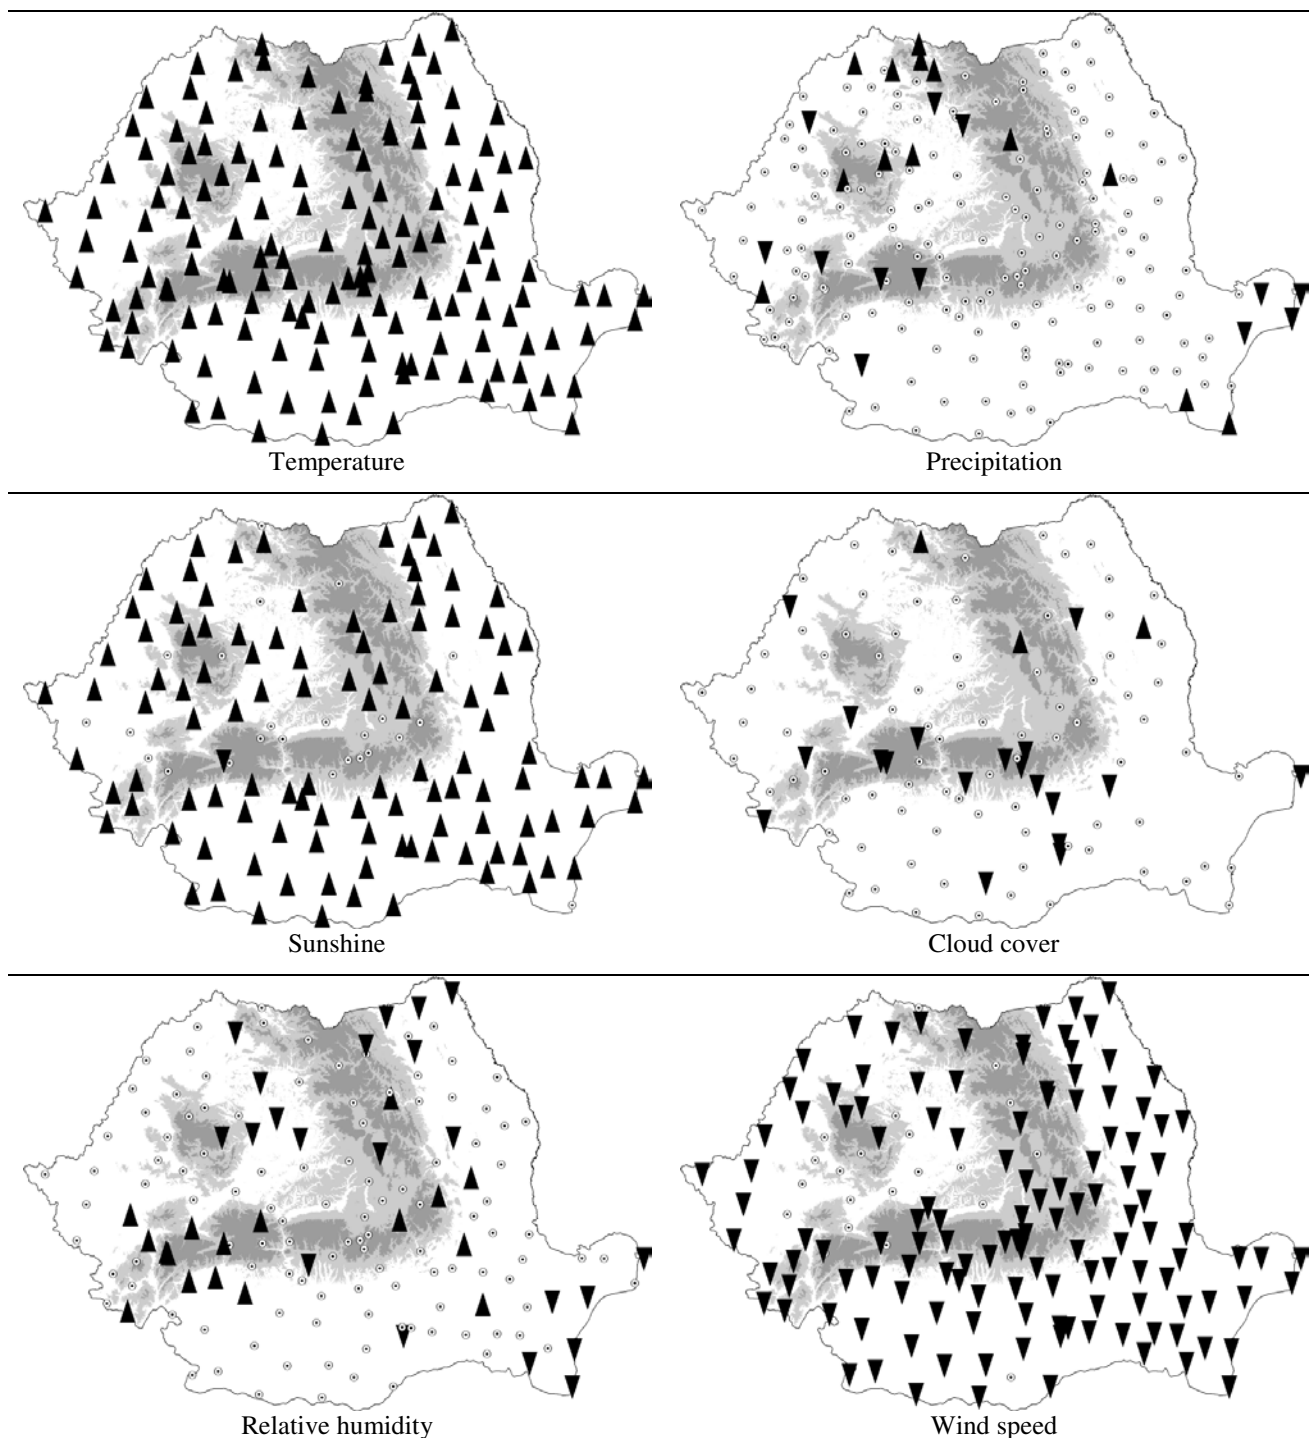 Temperature
Precipitation
Sunshine
Cloud cover
Relative humidity
Wind speed